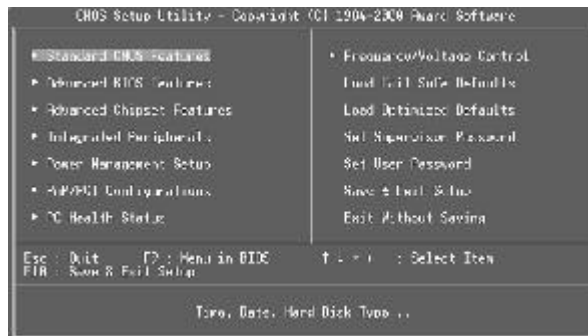 CMOS Setup Utility - Copyright (C) 1984-2000 Award Software
Standard CMOS Features
Advanced BIOS Features
Advanced Chipset Features
Integrated Peripherals
Power Management Setup
PnP/PCI Configurations
PC Health Status
Frequency/Voltage Control
Load Fail Safe Defaults
Load Optimized Defaults
Set Supervisor Password
Set User Password
Save & Exit Setup
Exit Without Saving
Esc : Quit F9 : Menu in BIOS ↑ ↓ → ← : Select Item
F10 : Save & Exit Setup
Time, Date, Hard Disk Type ...